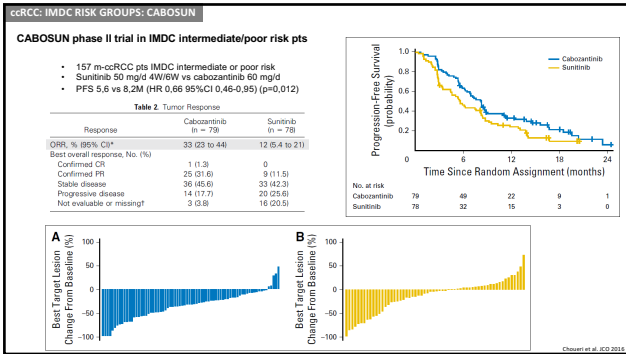 ccRCC: IMDC RISK GROUPS: CABOSUN
CABOSUN phase II trial in IMDC intermediate/poor risk pts
• 157 m-ccRCC pts IMDC intermediate or poor risk
• Sunitinib 50 mg/d 4W/6W vs cabozantinib 60 mg/d
• PFS 5,6 vs 8,2M (HR 0,66 95%CI 0,46-0,95) (p=0,012)
Table 2. Tumor Response
Response Cabozantinib (n = 79) Sunitinib (n = 78)
ORR, % (95% CI)* 33 (23 to 44) 12 (5.4 to 21)
Best overall response, No. (%)
Confirmed CR 1 (1.3) 0
Confirmed PR 25 (31.6) 9 (11.5)
Stable disease 36 (45.6) 33 (42.3)
Progressive disease 14 (17.7) 20 (25.6)
Not evaluable or missing† 3 (3.8) 16 (20.5)
Progression-Free Survival
(probability)
1.0
0.8
0.6
0.4
0.2
Cabozantinib
Sunitinib
0 6 12 18 24
Time Since Random Assignment (months)
No. at risk
Cabozantinib 79 49 22 9 1
Sunitinib 78 32 15 3 0
A
Best Target Lesion
Change From Baseline (%)
100
50
0
−50
−100
B
Best Target Lesion
Change From Baseline (%)
100
50
0
−50
−100
Choueri et al. JCO 2016